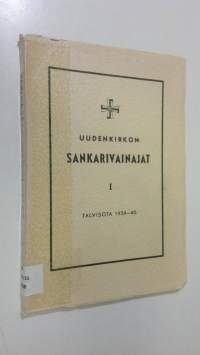 UUDENKIRKON
SANKARIVAINAJAT
I
TALVISOTA 1939–40